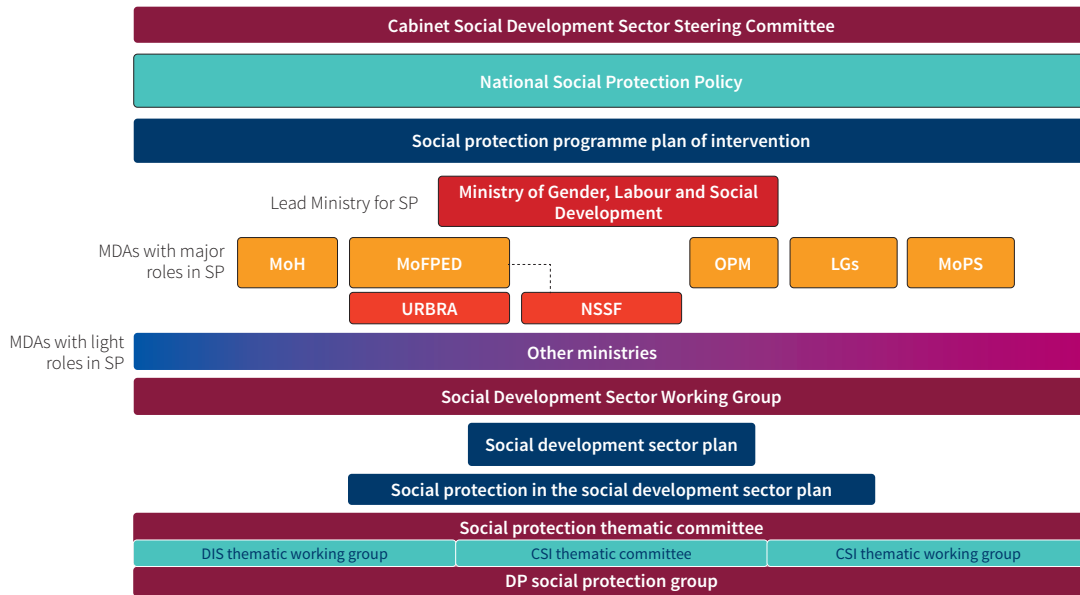 Cabinet Social Development Sector Steering Committee
National Social Protection Policy
Social protection programme plan of intervention
Lead Ministry for SP
Ministry of Gender, Labour and Social
Development
MDAs with major
roles in SP
MoH
MoFPED
OPM
LGs
MoPS
URBRA
NSSF
MDAs with light
roles in SP
Other ministries
Social Development Sector Working Group
Social development sector plan
Social protection in the social development sector plan
Social protection thematic committee
DIS thematic working group
CSI thematic committee
CSI thematic working group
DP social protection group